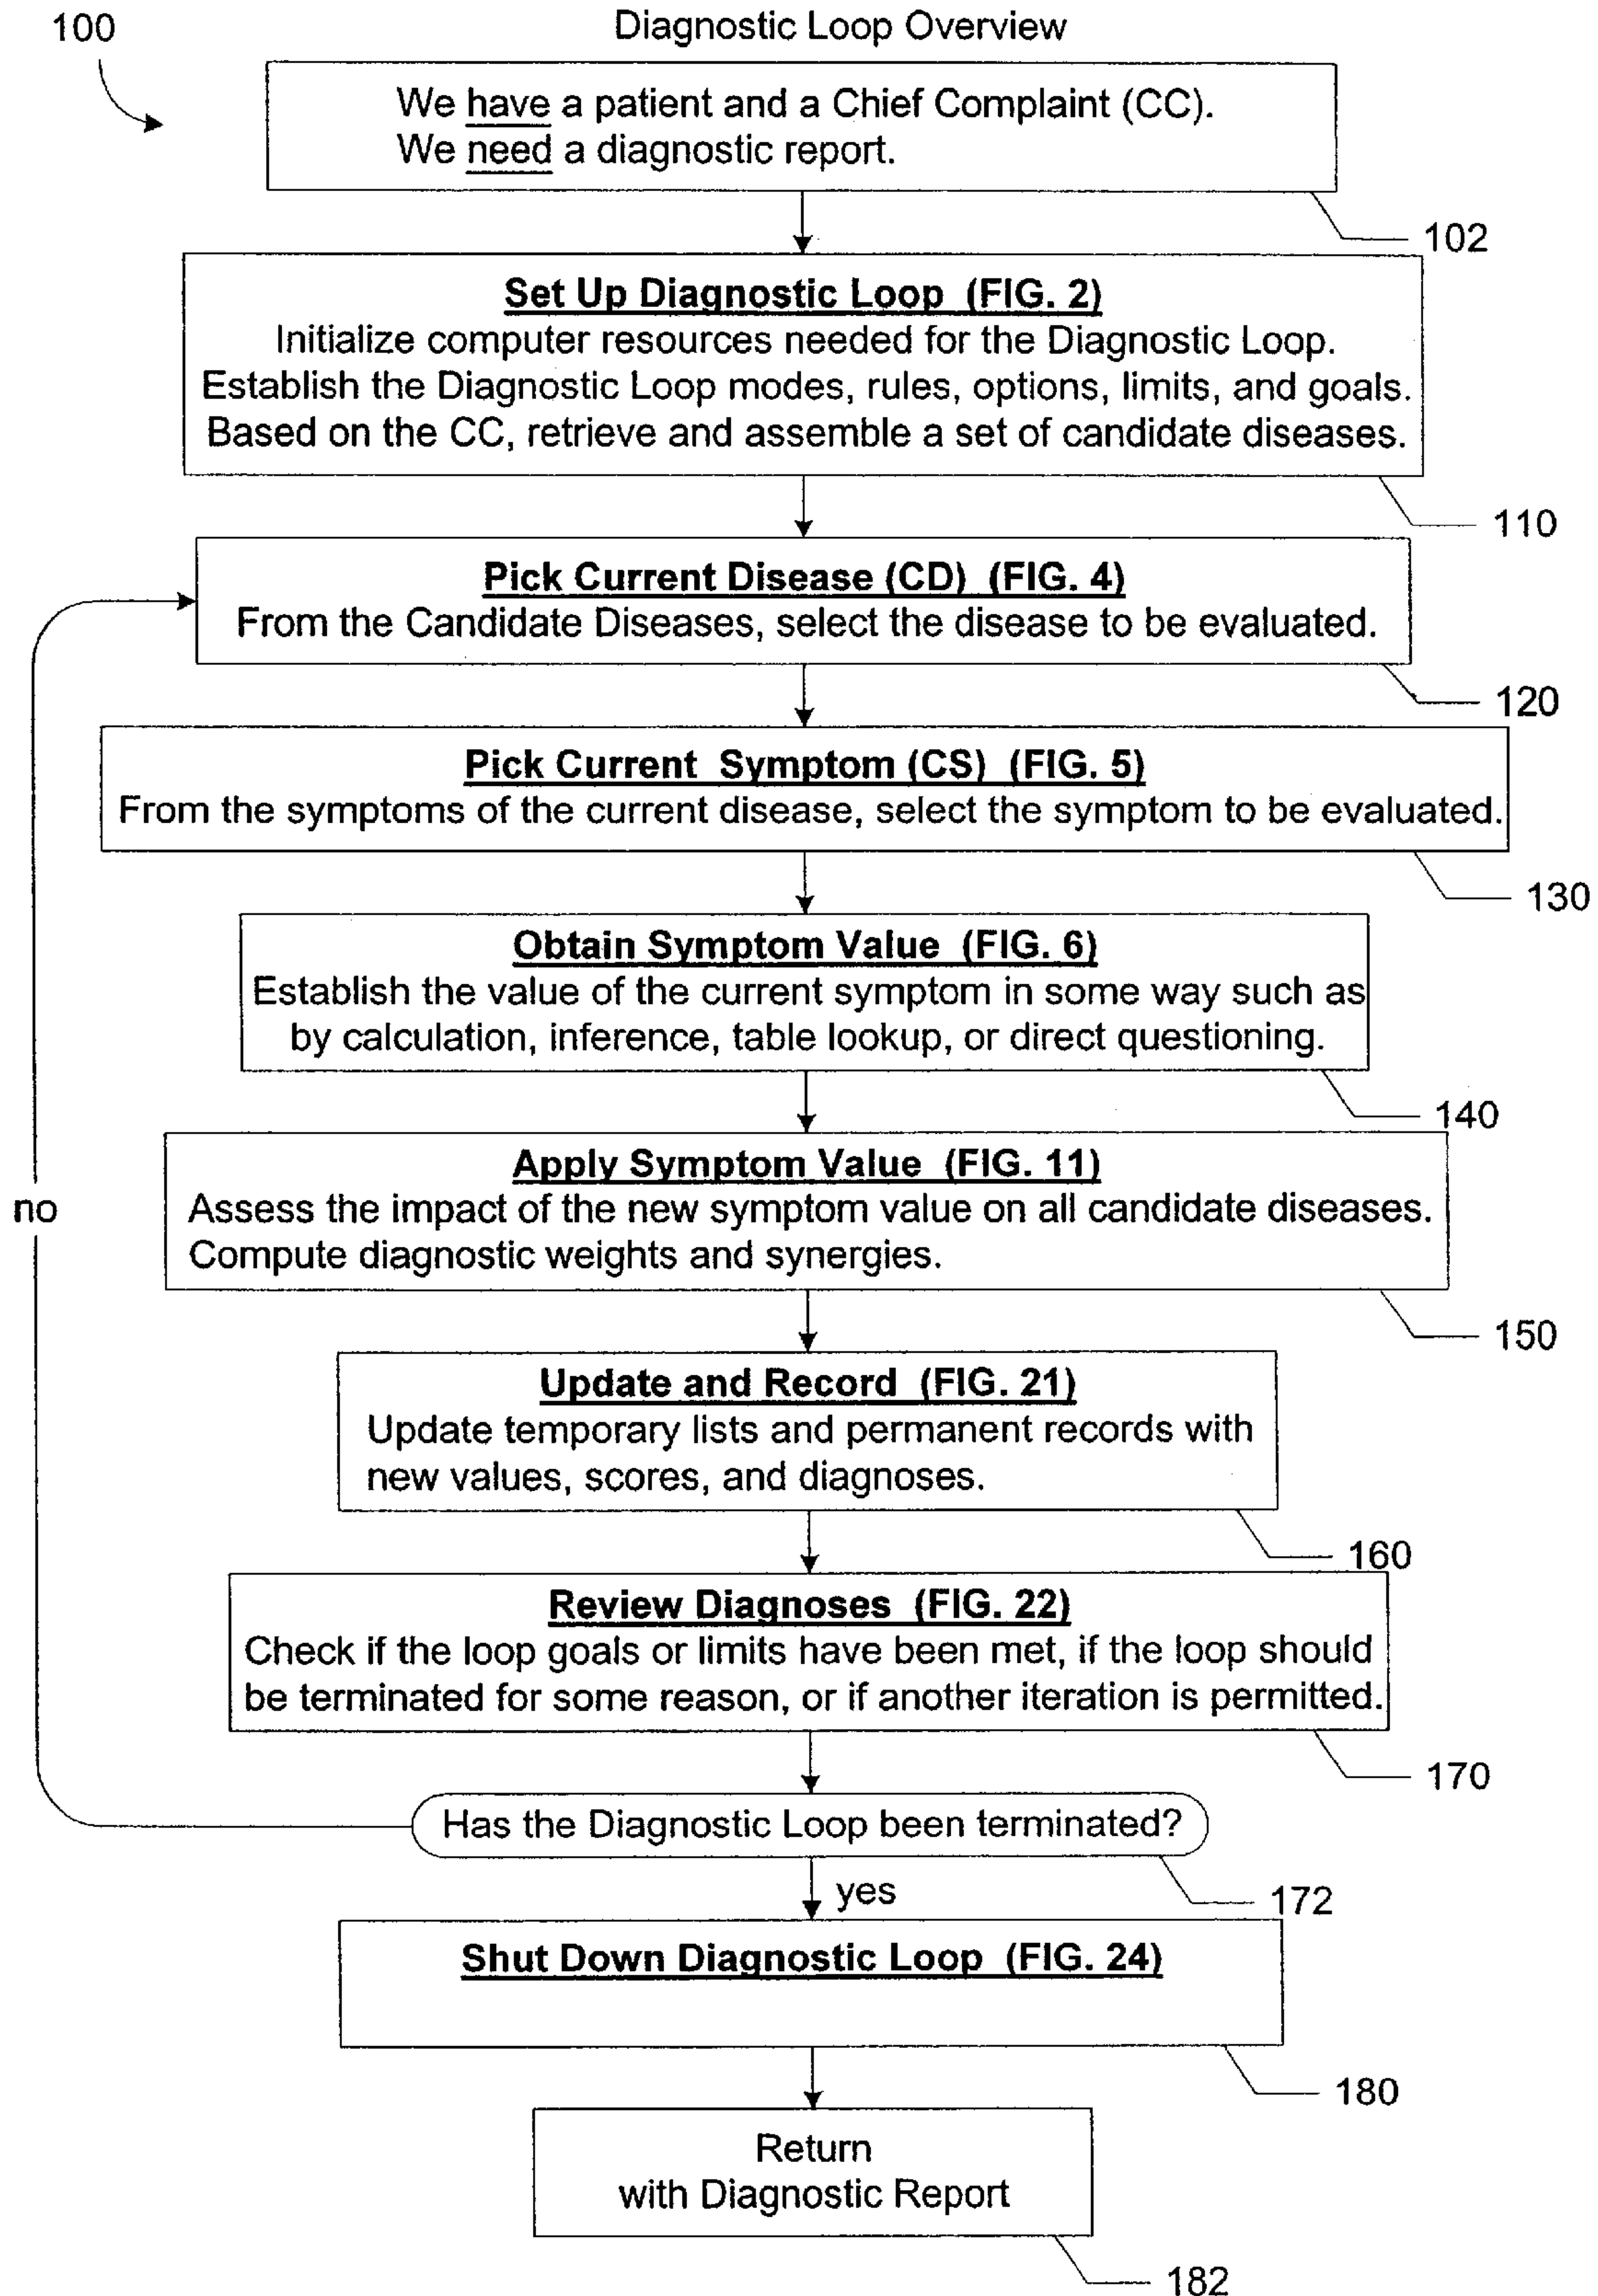 100
Diagnostic Loop Overview
We have a patient and a Chief Complaint (CC).
We need a diagnostic report.
102
Set Up Diagnostic Loop (FIG. 2)
Initialize computer resources needed for the Diagnostic Loop.
Establish the Diagnostic Loop modes, rules, options, limits, and goals.
Based on the CC, retrieve and assemble a set of candidate diseases.
110
Pick Current Disease (CD) (FIG. 4)
From the Candidate Diseases, select the disease to be evaluated.
120
Pick Current Symptom (CS) (FIG. 5)
From the symptoms of the current disease, select the symptom to be evaluated.
130
Obtain Symptom Value (FIG. 6)
Establish the value of the current symptom in some way such as
by calculation, inference, table lookup, or direct questioning.
140
Apply Symptom Value (FIG. 11)
no
Assess the impact of the new symptom value on all candidate diseases.
Compute diagnostic weights and synergies.
150
Update and Record (FIG. 21)
Update temporary lists and permanent records with
new values, scores, and diagnoses.
160
Review Diagnoses (FIG. 22)
Check if the loop goals or limits have been met, if the loop should
be terminated for some reason, or if another iteration is permitted.
170
Has the Diagnostic Loop been terminated?
yes
172
Shut Down Diagnostic Loop (FIG. 24)
180
Return
with Diagnostic Report
182